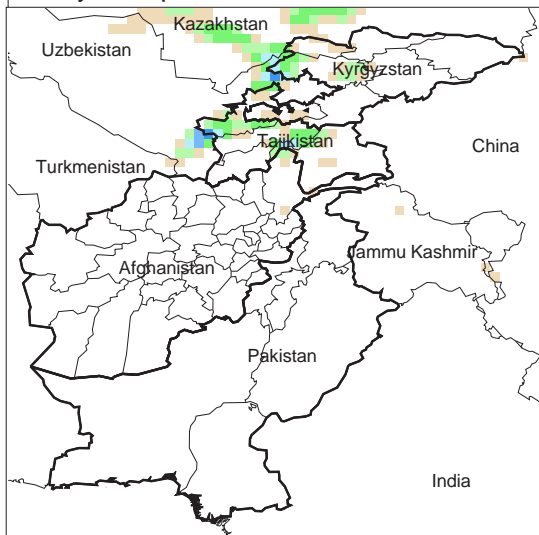 Kazakhstan
Uzbekistan
Kyrgyzstan
Tajikistan
China
Turkmenistan
Jammu Kashmir
Afghanistan
Pakistan
India